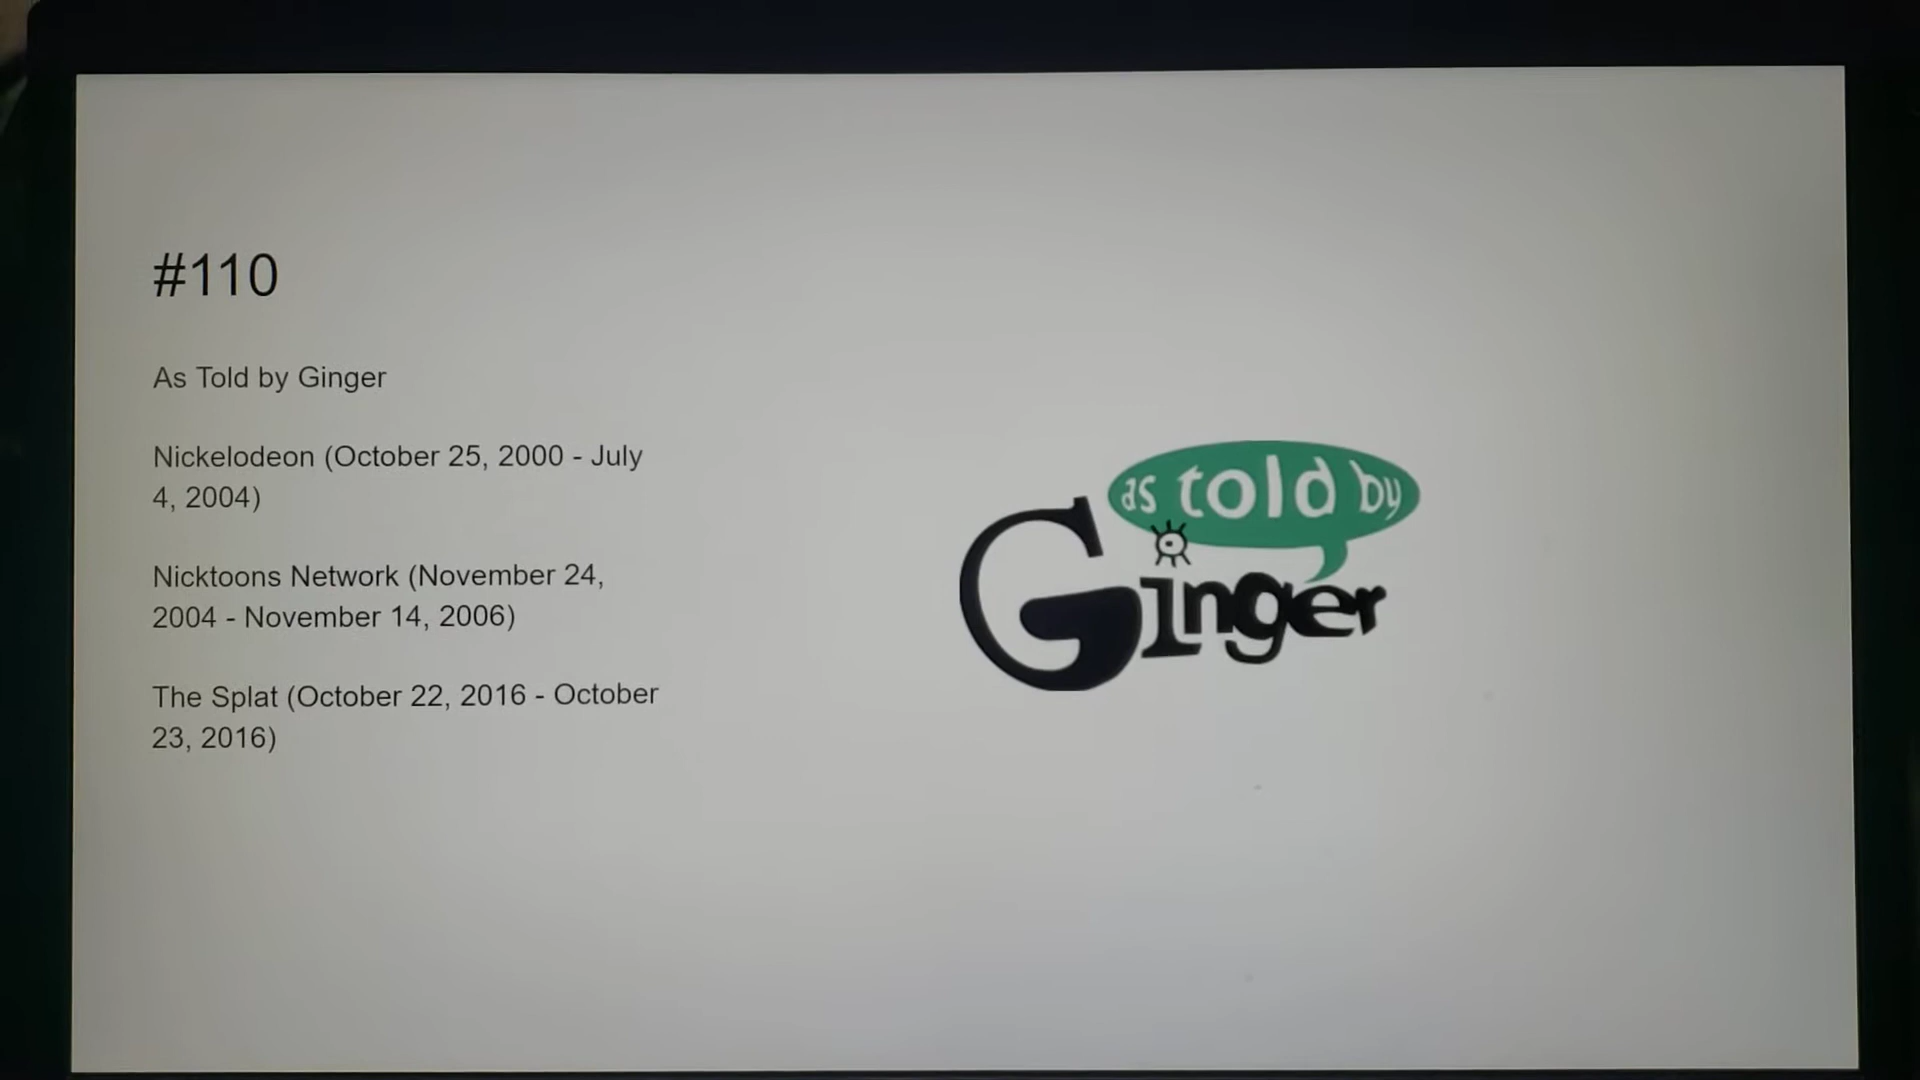 #110
As Told by Ginger
Nickelodeon (October 25, 2000 - July
4, 2004)
Nicktoons Network (November 24,
2004 - November 14, 2006)
The Splat (October 22, 2016 - October
23, 2016)
as told by
Ginger